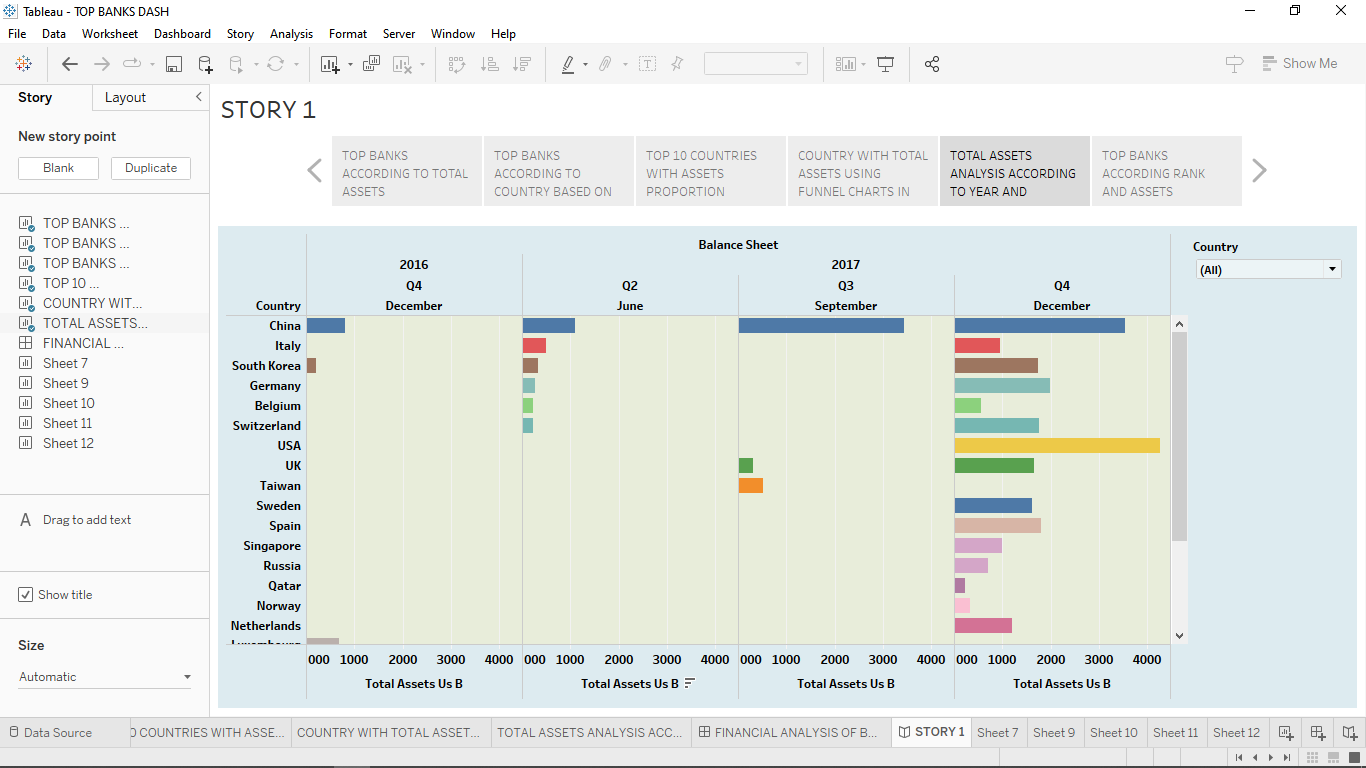 Tableau - TOP BANKS DASH
File Data Worksheet Dashboard Story Analysis Format Server Window Help
Show Me
Story Layout
New story point
Blank Duplicate
TOP BANKS ...
TOP BANKS ...
TOP BANKS ...
TOP 10 ...
COUNTRY WIT...
TOTAL ASSETS...
FINANCIAL ...
Sheet 7
Sheet 9
Sheet 10
Sheet 11
Sheet 12
A Drag to add text
Show title
Size
Automatic
STORY 1
TOP BANKS
ACCORDING TO TOTAL
ASSETS
TOP BANKS
ACCORDING TO
COUNTRY BASED ON
TOP 10 COUNTRIES
WITH ASSETS
PROPORTION
COUNTRY WITH TOTAL
ASSETS USING
FUNNEL CHARTS IN
TOTAL ASSETS
ANALYSIS ACCORDING
TO YEAR AND
TOP BANKS
ACCORDING RANK
AND ASSETS
Balance Sheet
2016 2017
Q4 Q2 Q3 Q4
Country December June September December
China
Italy
South Korea
Germany
Belgium
Switzerland
USA
UK
Taiwan
Sweden
Spain
Singapore
Russia
Qatar
Norway
Netherlands
000 1000 2000 3000 4000 000 1000 2000 3000 4000 000 1000 2000 3000 4000 000 1000 2000 3000 4000
Total Assets Us B Total Assets Us B Total Assets Us B Total Assets Us B
Country
(All)
Data Source O COUNTRIES WITH ASSE... COUNTRY WITH TOTAL ASSET... TOTAL ASSETS ANALYSIS ACC... FINANCIAL ANALYSIS OF B... STORY 1 Sheet 7 Sheet 9 Sheet 10 Sheet 11 Sheet 12